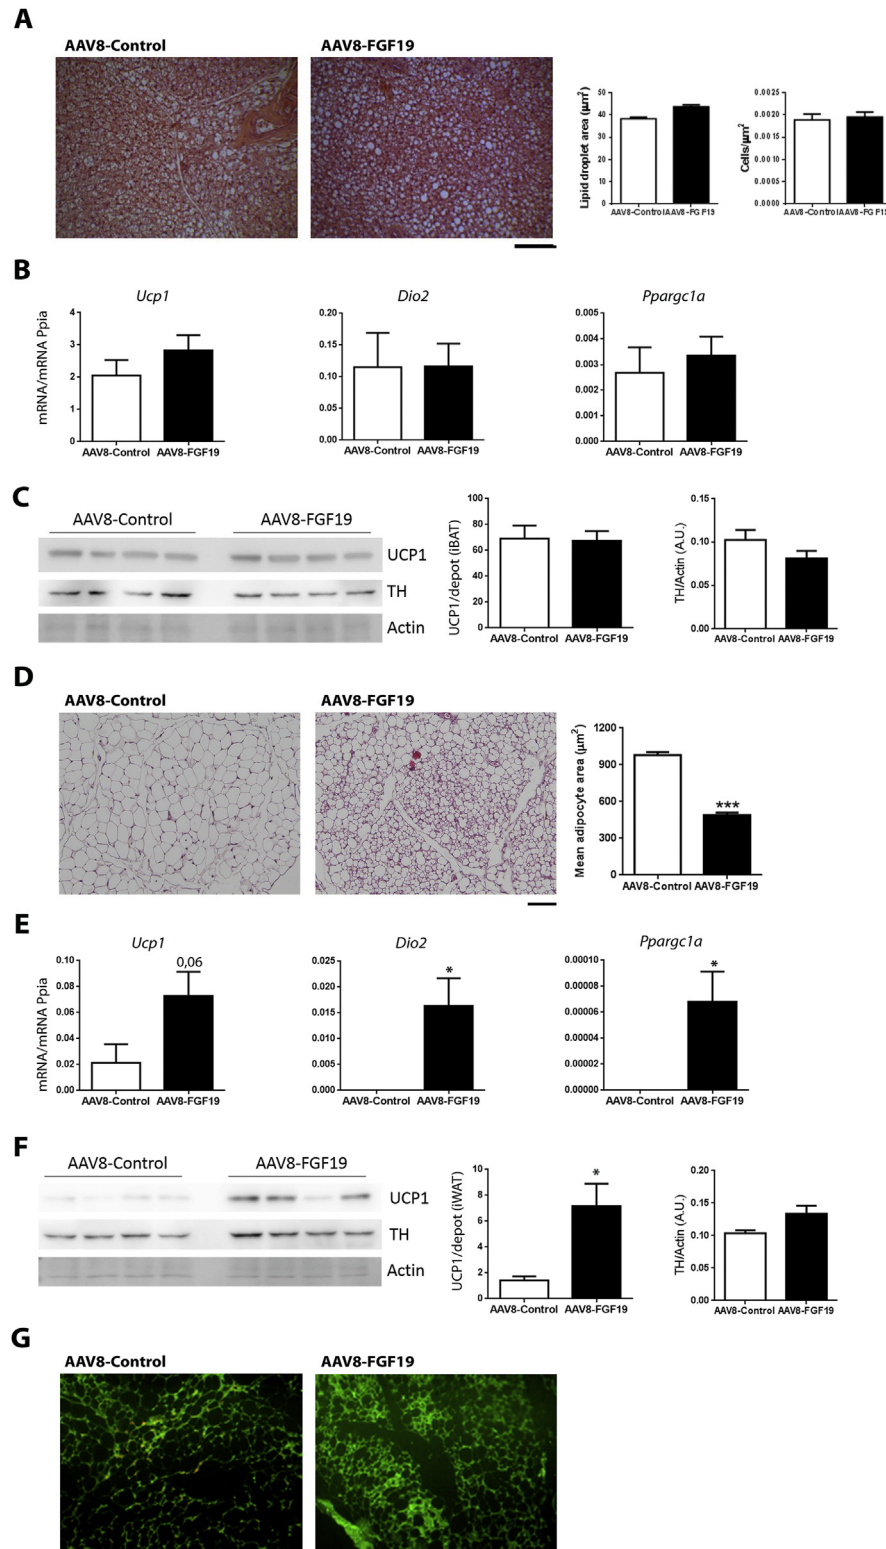 A
AAV8-Control AAV8-FGF19
Lipid droplet area (µm²)
50
40
30
20
10
0
AAV8-Control AAV8-FGF19
Cells/µm²
0.0025
0.0020
0.0015
0.0010
0.0005
0.0000
AAV8-Control AAV8-FGF19
B
Ucp1 Dio2 Ppargc1a
mRNA/mRNA Ppia
4
3
2
1
0
AAV8-Control AAV8-FGF19
0.20
0.15
0.10
0.05
0.00
AAV8-Control AAV8-FGF19
0.005
0.004
0.003
0.002
0.001
0.000
AAV8-Control AAV8-FGF19
C
AAV8-Control AAV8-FGF19
UCP1
TH
Actin
UCP1/depot (iBAT)
100
80
60
40
20
0
AAV8-Control AAV8-FGF19
TH/Actin (A.U.)
0.15
0.10
0.05
0.00
AAV8-Control AAV8-FGF19
D
AAV8-Control AAV8-FGF19
Mean adipocyte area (µm²)
1200
900
600
300
0
***
AAV8-Control AAV8-FGF19
E
Ucp1 Dio2 Ppargc1a
mRNA/mRNA Ppia
0.10
0.08
0.06
0.04
0.02
0.00
0,06
AAV8-Control AAV8-FGF19
0.025
0.020
0.015
0.010
0.005
0.000
*
AAV8-Control AAV8-FGF19
0.00010
0.00008
0.00006
0.00004
0.00002
0.00000
*
AAV8-Control AAV8-FGF19
F
AAV8-Control AAV8-FGF19
UCP1
TH
Actin
UCP1/depot (iWAT)
10
8
6
4
2
0
*
AAV8-Control AAV8-FGF19
TH/Actin (A.U.)
0.20
0.15
0.10
0.05
0.00
AAV8-Control AAV8-FGF19
G
AAV8-Control AAV8-FGF19